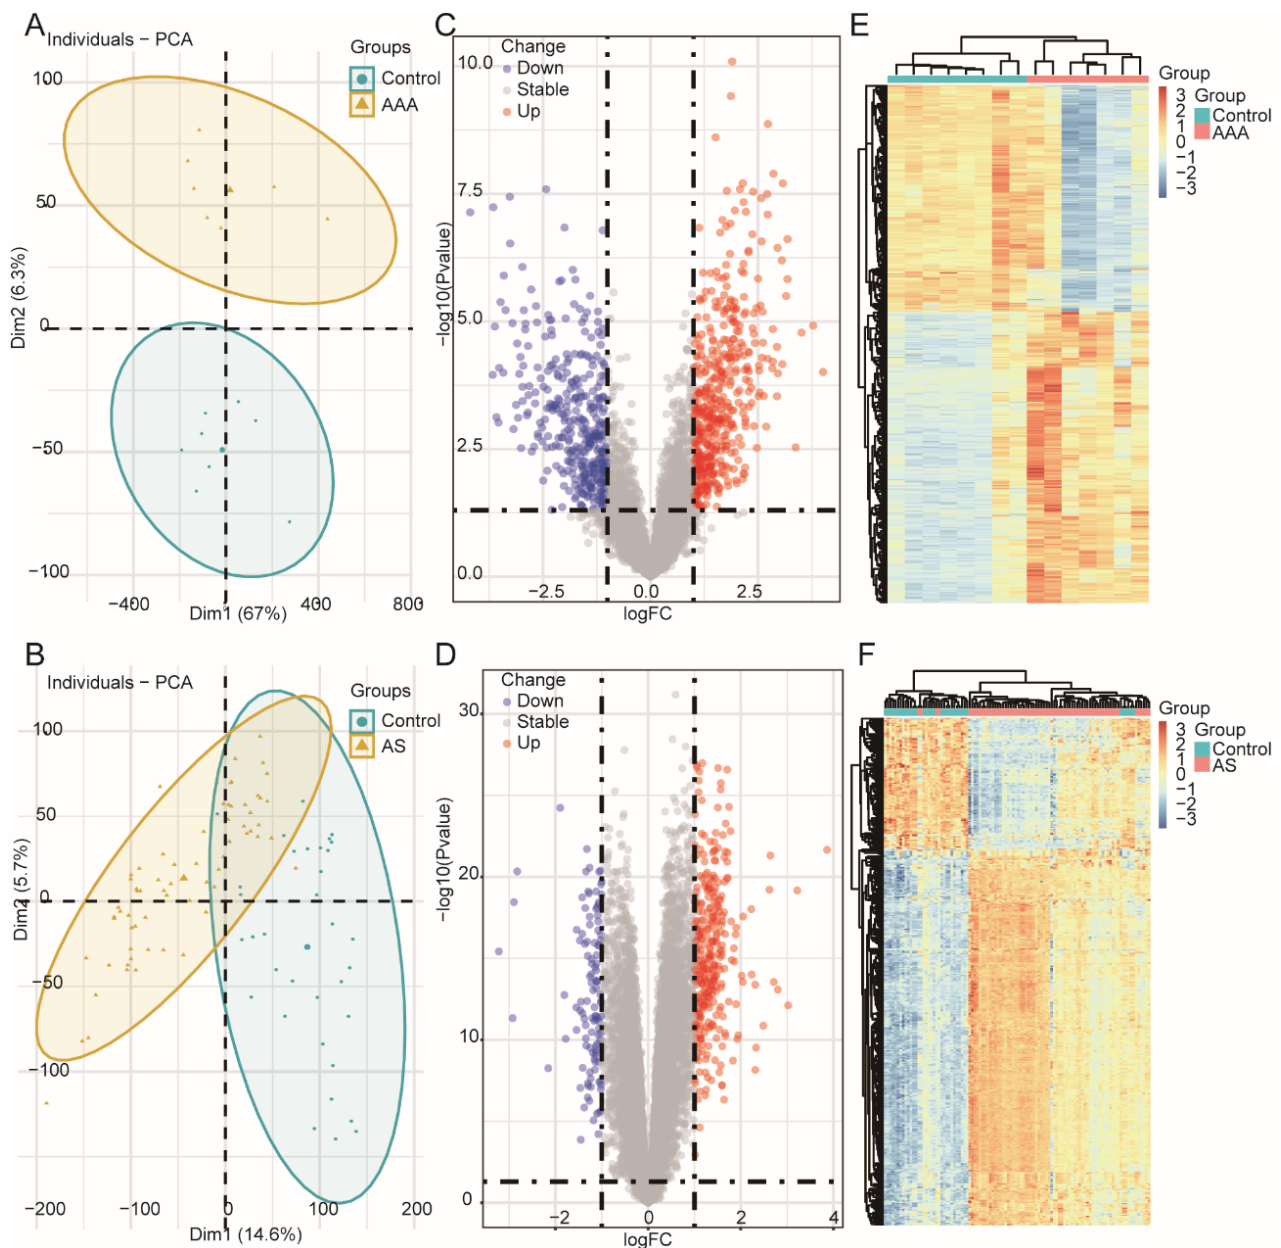 A
Individuals – PCA
Groups
Control
AAA
100
50
0
−50
−100
Dim2 (6.3%)
−400
0
400
800
Dim1 (67%)
C
Change
Down
Stable
Up
10.0
7.5
5.0
2.5
0.0
−log10(Pvalue)
−2.5
0.0
2.5
logFC
E
Group
3
2
1
0
−1
−2
−3
Group
Control
AAA
B
Individuals – PCA
Groups
Control
AS
100
50
0
−50
−100
Dim2 (5.7%)
−200
−100
0
100
200
Dim1 (14.6%)
D
Change
Down
Stable
Up
30
20
10
0
−log10(Pvalue)
−2
0
2
4
logFC
F
Group
3
2
1
0
−1
−2
−3
Group
Control
AS